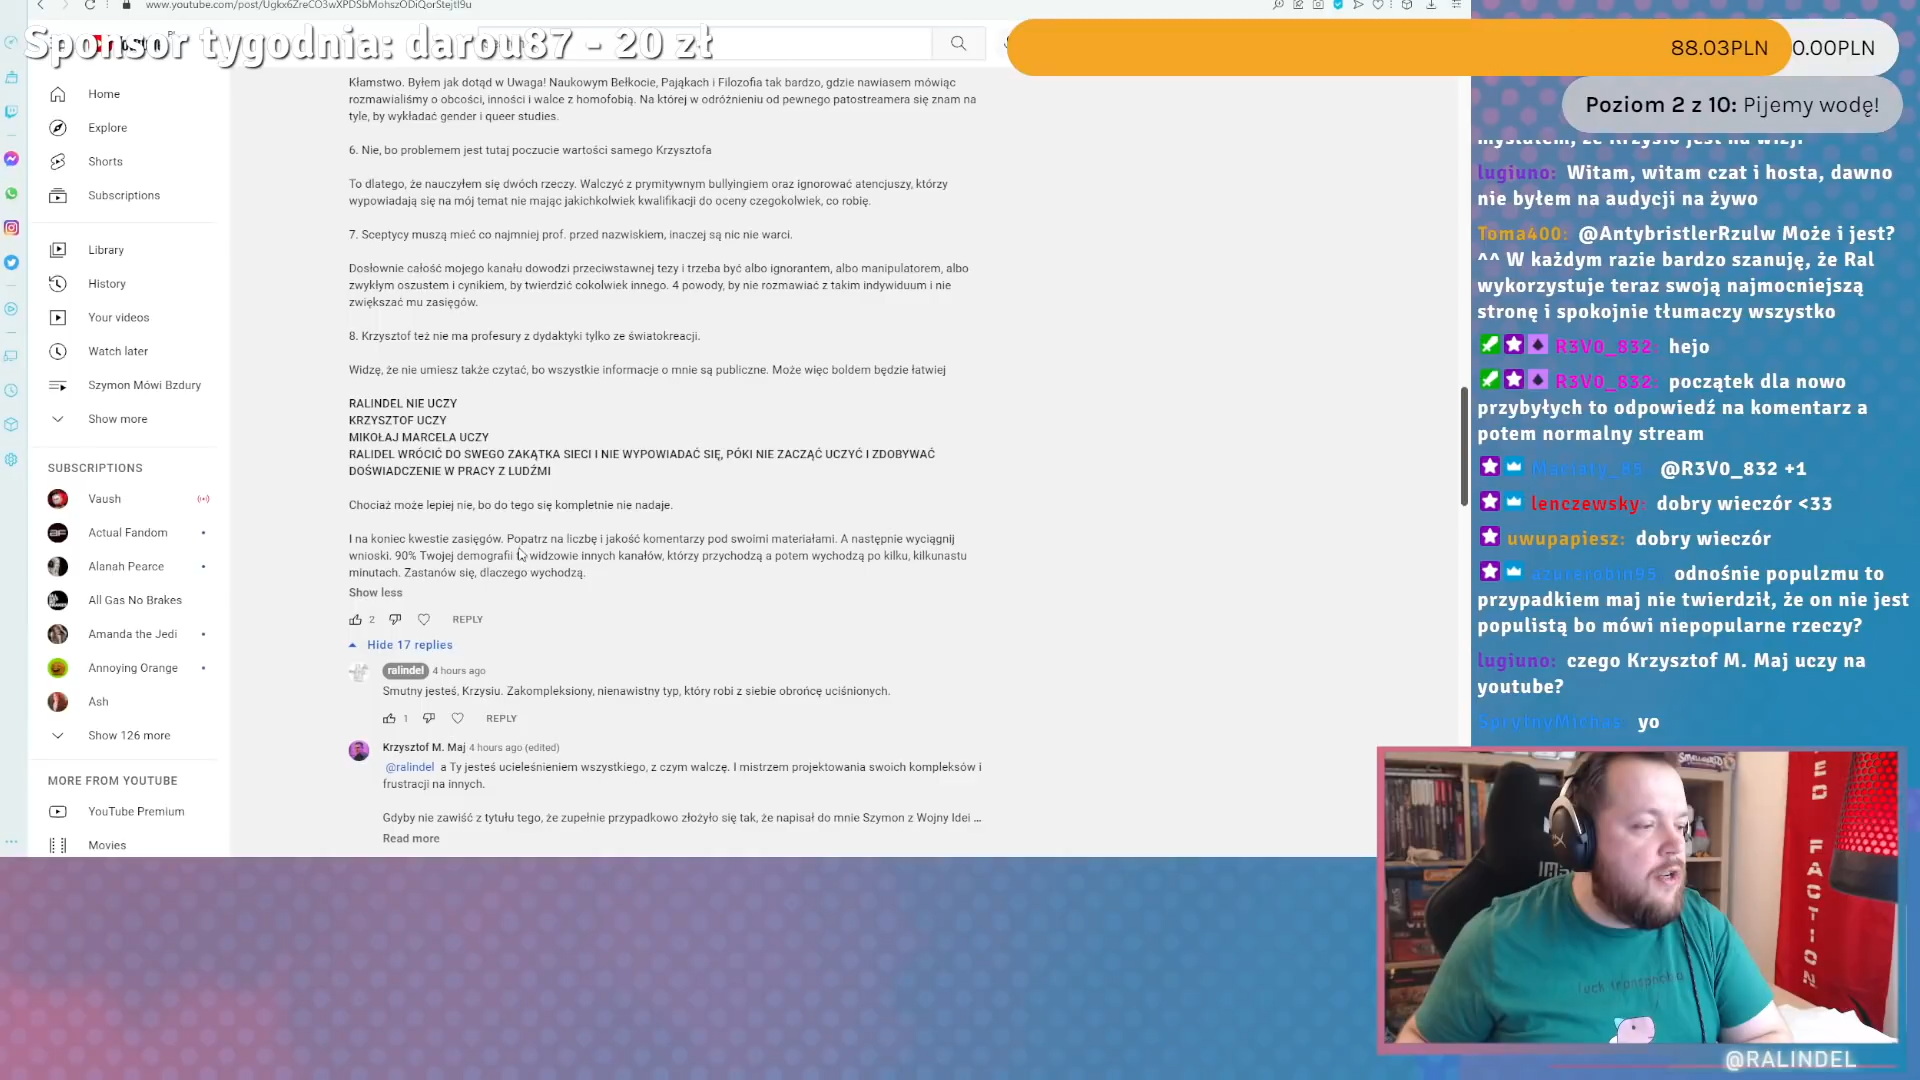 www.youtube.com/post/Ugkx6ZreCO3wXPDSbMohszODiQorStejtI9u
Sponsor tygodnia: darou87 - 20 zł
88.03PLN
0.00PLN
Poziom 2 z 10: Pijemy wodę!
Home
Explore
Shorts
Subscriptions
Library
History
Your videos
Watch later
Szymon Mówi Bzdury
Show more
SUBSCRIPTIONS
Vaush
Actual Fandom
Alanah Pearce
All Gas No Brakes
Amanda the Jedi
Annoying Orange
Ash
Show 126 more
MORE FROM YOUTUBE
YouTube Premium
Movies
Kłamstwo. Byłem jak dotąd w Uwaga! Naukowym Bełkocie, Pająkach i Filozofia tak bardzo, gdzie nawiasem mówiąc
rozmawialiśmy o obcości, inności i walce z homofobią. Na której w odróżnieniu od pewnego patostreamera się znam na
tyle, by wykładać gender i queer studies.
6. Nie, bo problemem jest tutaj poczucie wartości samego Krzysztofa
To dlatego, że nauczyłem się dwóch rzeczy. Walczyć z prymitywnym bullyingiem oraz ignorować atencjuszy, którzy
wypowiadają się na mój temat nie mając jakichkolwiek kwalifikacji do oceny czegokolwiek, co robię.
7. Sceptycy muszą mieć co najmniej prof. przed nazwiskiem, inaczej są nic nie warci.
Dosłownie całość mojego kanału dowodzi przeciwstawnej tezy i trzeba być albo ignorantem, albo manipulatorem, albo
zwykłym oszustem i cynikiem, by twierdzić cokolwiek innego. 4 powody, by nie rozmawiać z takim indywiduum i nie
zwiększać mu zasięgów.
8. Krzysztof też nie ma profesury z dydaktyki tylko ze światokreacji.
Widzę, że nie umiesz także czytać, bo wszystkie informacje o mnie są publiczne. Może więc boldem będzie łatwiej
RALINDEL NIE UCZY
KRZYSZTOF UCZY
MIKOŁAJ MARCELA UCZY
RALIDEL WRÓCIĆ DO SWEGO ZAKĄTKA SIECI I NIE WYPOWIADAĆ SIĘ, PÓKI NIE ZACZĄĆ UCZYĆ I ZDOBYWAĆ
DOŚWIADCZENIE W PRACY Z LUDŹMI
Chociaż może lepiej nie, bo do tego się kompletnie nie nadaje.
I na koniec kwestie zasięgów. Popatrz na liczbę i jakość komentarzy pod swoimi materiałami. A następnie wyciągnij
wnioski. 90% Twojej demografii to widzowie innych kanałów, którzy przychodzą a potem wychodzą po kilku, kilkunastu
minutach. Zastanów się, dlaczego wychodzą.
Show less
2 REPLY
Hide 17 replies
ralindel 4 hours ago
Smutny jesteś, Krzysiu. Zakompleksiony, nienawistny typ, który robi z siebie obrońcę uciśnionych.
1 REPLY
Krzysztof M. Maj 4 hours ago (edited)
@ralindel a Ty jesteś ucieleśnieniem wszystkiego, z czym walczę. I mistrzem projektowania swoich kompleksów i
frustracji na innych.
Gdyby nie zawiść z tytułu tego, że zupełnie przypadkowo złożyło się tak, że napisał do mnie Szymon z Wojny Idei ...
Read more
myślałem, że Krzysio jest na wizji
lugiuno: Witam, witam czat i hosta, dawno
nie byłem na audycji na żywo
Toma400: @AntybristlerRzulw Może i jest?
^^ W każdym razie bardzo szanuję, że Ral
wykorzystuje teraz swoją najmocniejszą
stronę i spokojnie tłumaczy wszystko
R3V0_832: hejo
R3V0_832: początek dla nowo
przybyłych to odpowiedź na komentarz a
potem normalny stream
Maciaty_85: @R3V0_832 +1
lenczewsky: dobry wieczór <33
uwupapiesz: dobry wieczór
azprerobin95: odnośnie populzmu to
przypadkiem maj nie twierdził, że on nie jest
populistą bo mówi niepopularne rzeczy?
lugiuno: czego Krzysztof M. Maj uczy na
youtube?
SprytnyMichas: yo
FACTION
@RALINDEL